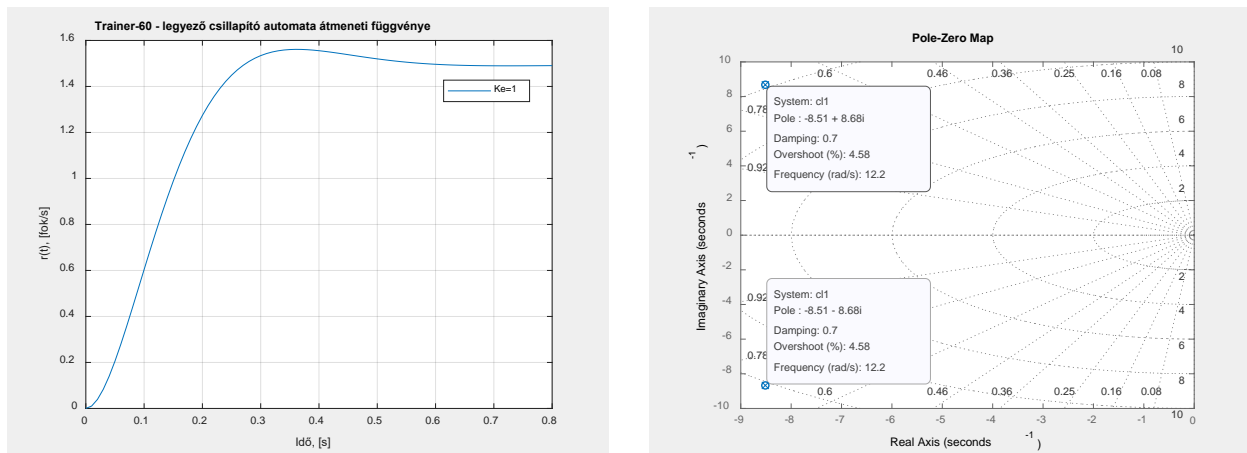 Trainer-60 - legyező csillapító automata átmeneti függvénye
1.6
1.4
1.2
1
0.8
0.6
0.4
0.2
0
r(t), [fok/s]
Ke=1
0 0.1 0.2 0.3 0.4 0.5 0.6 0.7 0.8
Idő, [s]
Pole-Zero Map
10
8
6
4
2
0
-2
-4
-6
-8
-10
Imaginary Axis (seconds-1)
0.6 0.46 0.36 0.25 0.16 0.08
10
8
6
4
2
2
4
6
8
10
0.78
0.92
System: cl1
Pole : -8.51 + 8.68i
Damping: 0.7
Overshoot (%): 4.58
Frequency (rad/s): 12.2
0.92
0.78
System: cl1
Pole : -8.51 - 8.68i
Damping: 0.7
Overshoot (%): 4.58
Frequency (rad/s): 12.2
0.6 0.46 0.36 0.25 0.16 0.08
-9 -8 -7 -6 -5 -4 -3 -2 -1 0
Real Axis (seconds-1)